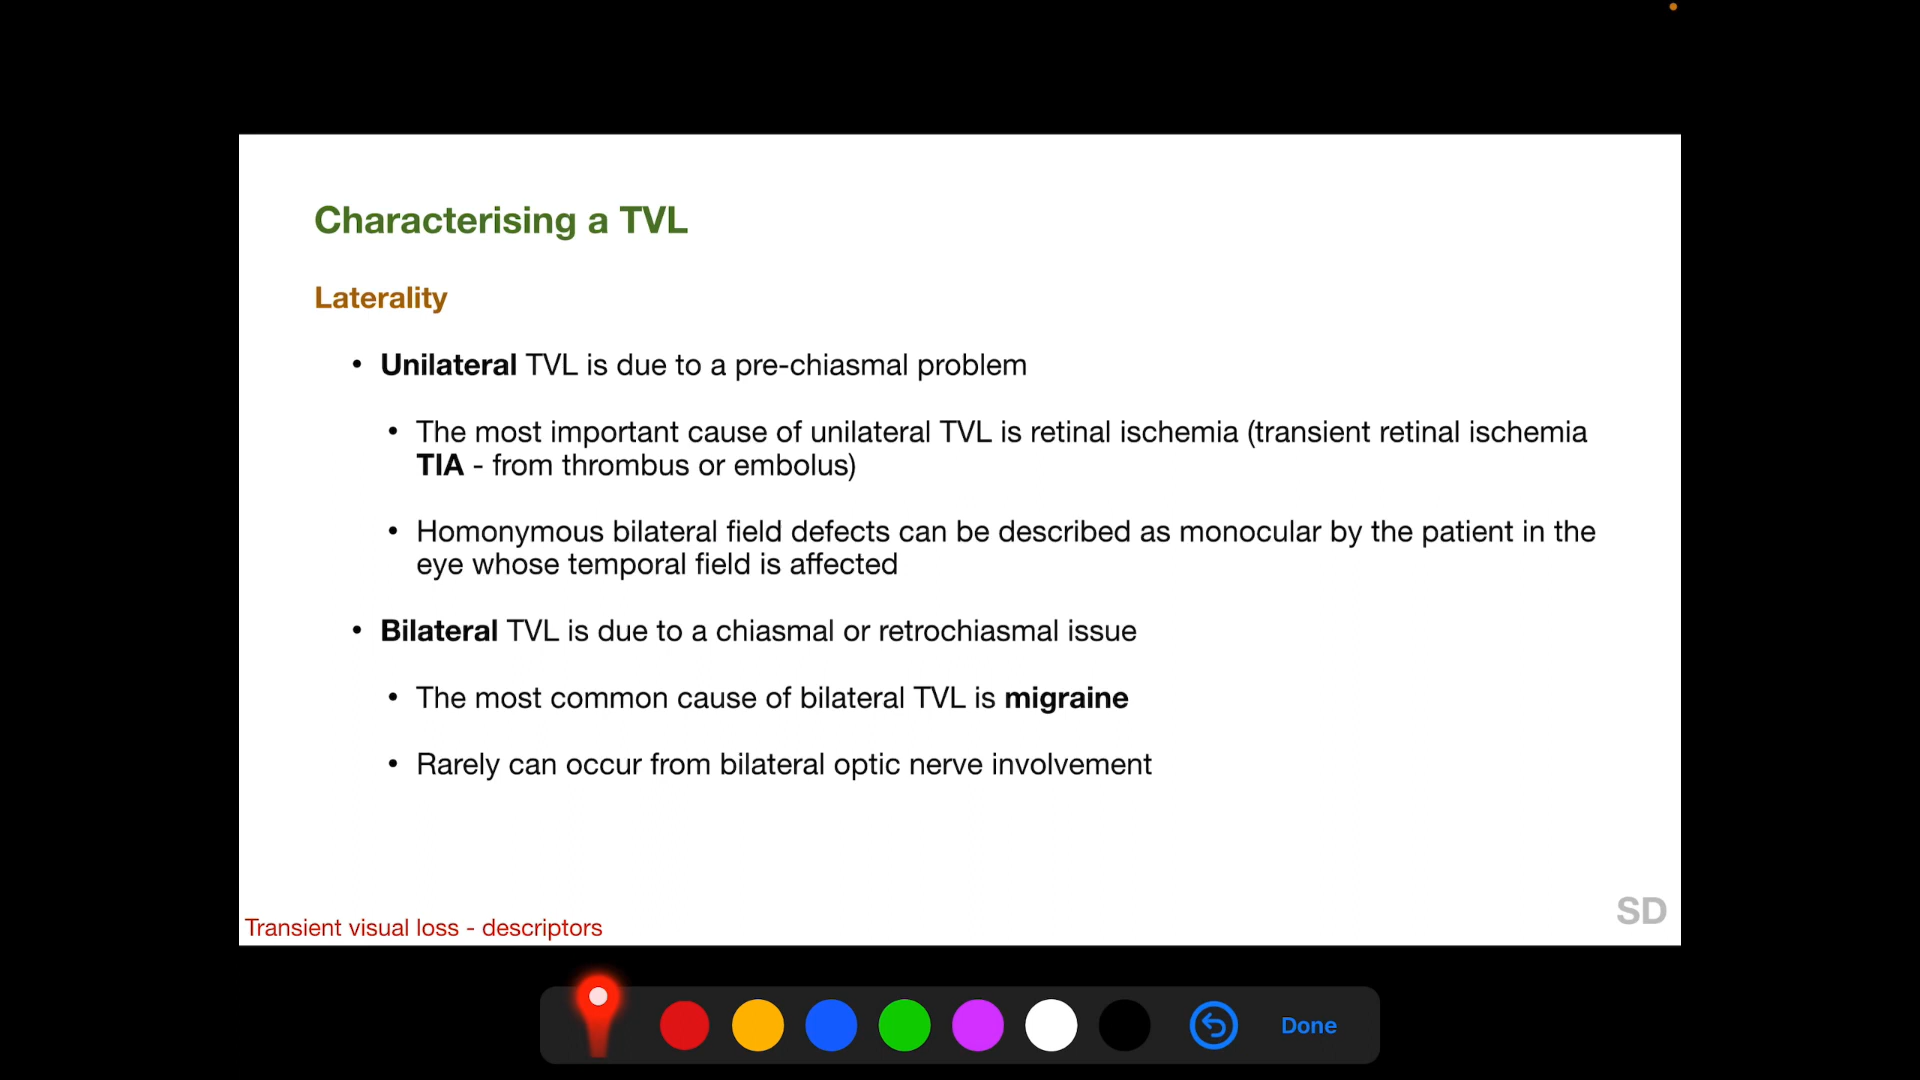 Characterising a TVL
Laterality
• Unilateral TVL is due to a pre-chiasmal problem
• The most important cause of unilateral TVL is retinal ischemia (transient retinal ischemia
TIA - from thrombus or embolus)
• Homonymous bilateral field defects can be described as monocular by the patient in the
eye whose temporal field is affected
• Bilateral TVL is due to a chiasmal or retrochiasmal issue
• The most common cause of bilateral TVL is migraine
• Rarely can occur from bilateral optic nerve involvement
SD
Transient visual loss - descriptors
Done